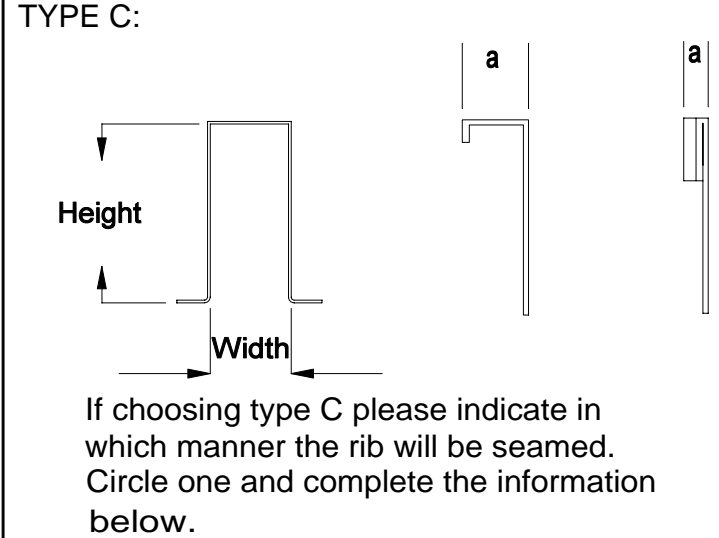 TYPE C:
a
a
Height
Width
If choosing type C please indicate in
which manner the rib will be seamed.
Circle one and complete the information
below.